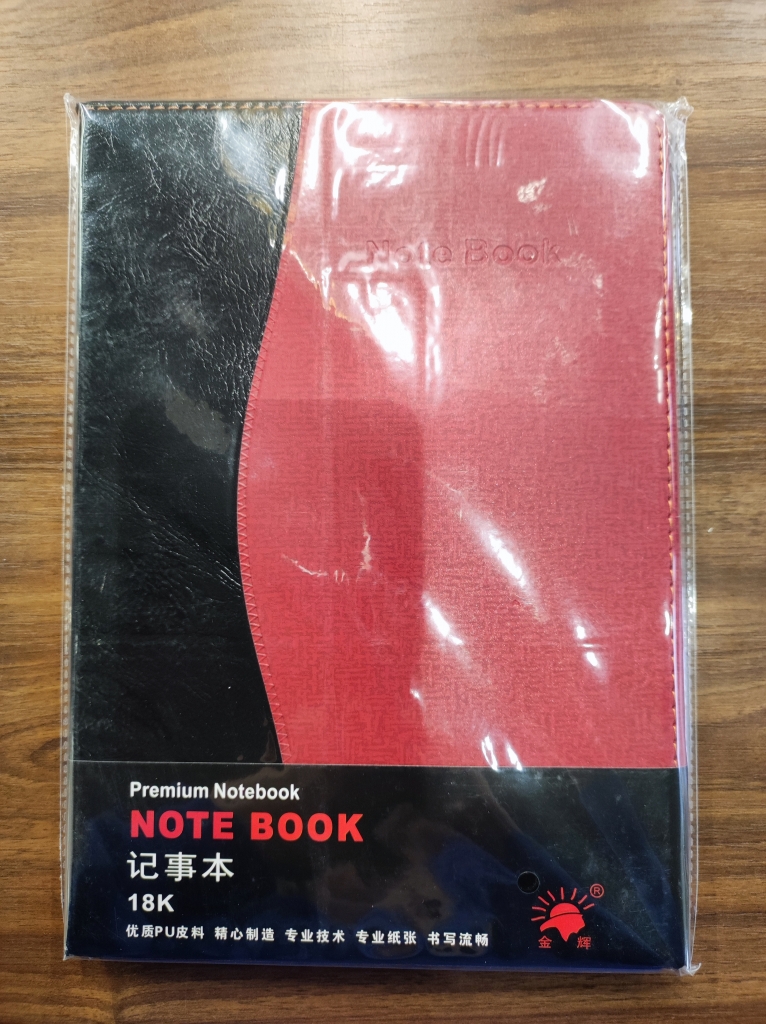 Note Book
Premium Notebook
NOTE BOOK
记事本
18K
优质PU皮料 精心制造 专业技术 专业纸张 书写流畅
®
金 辉